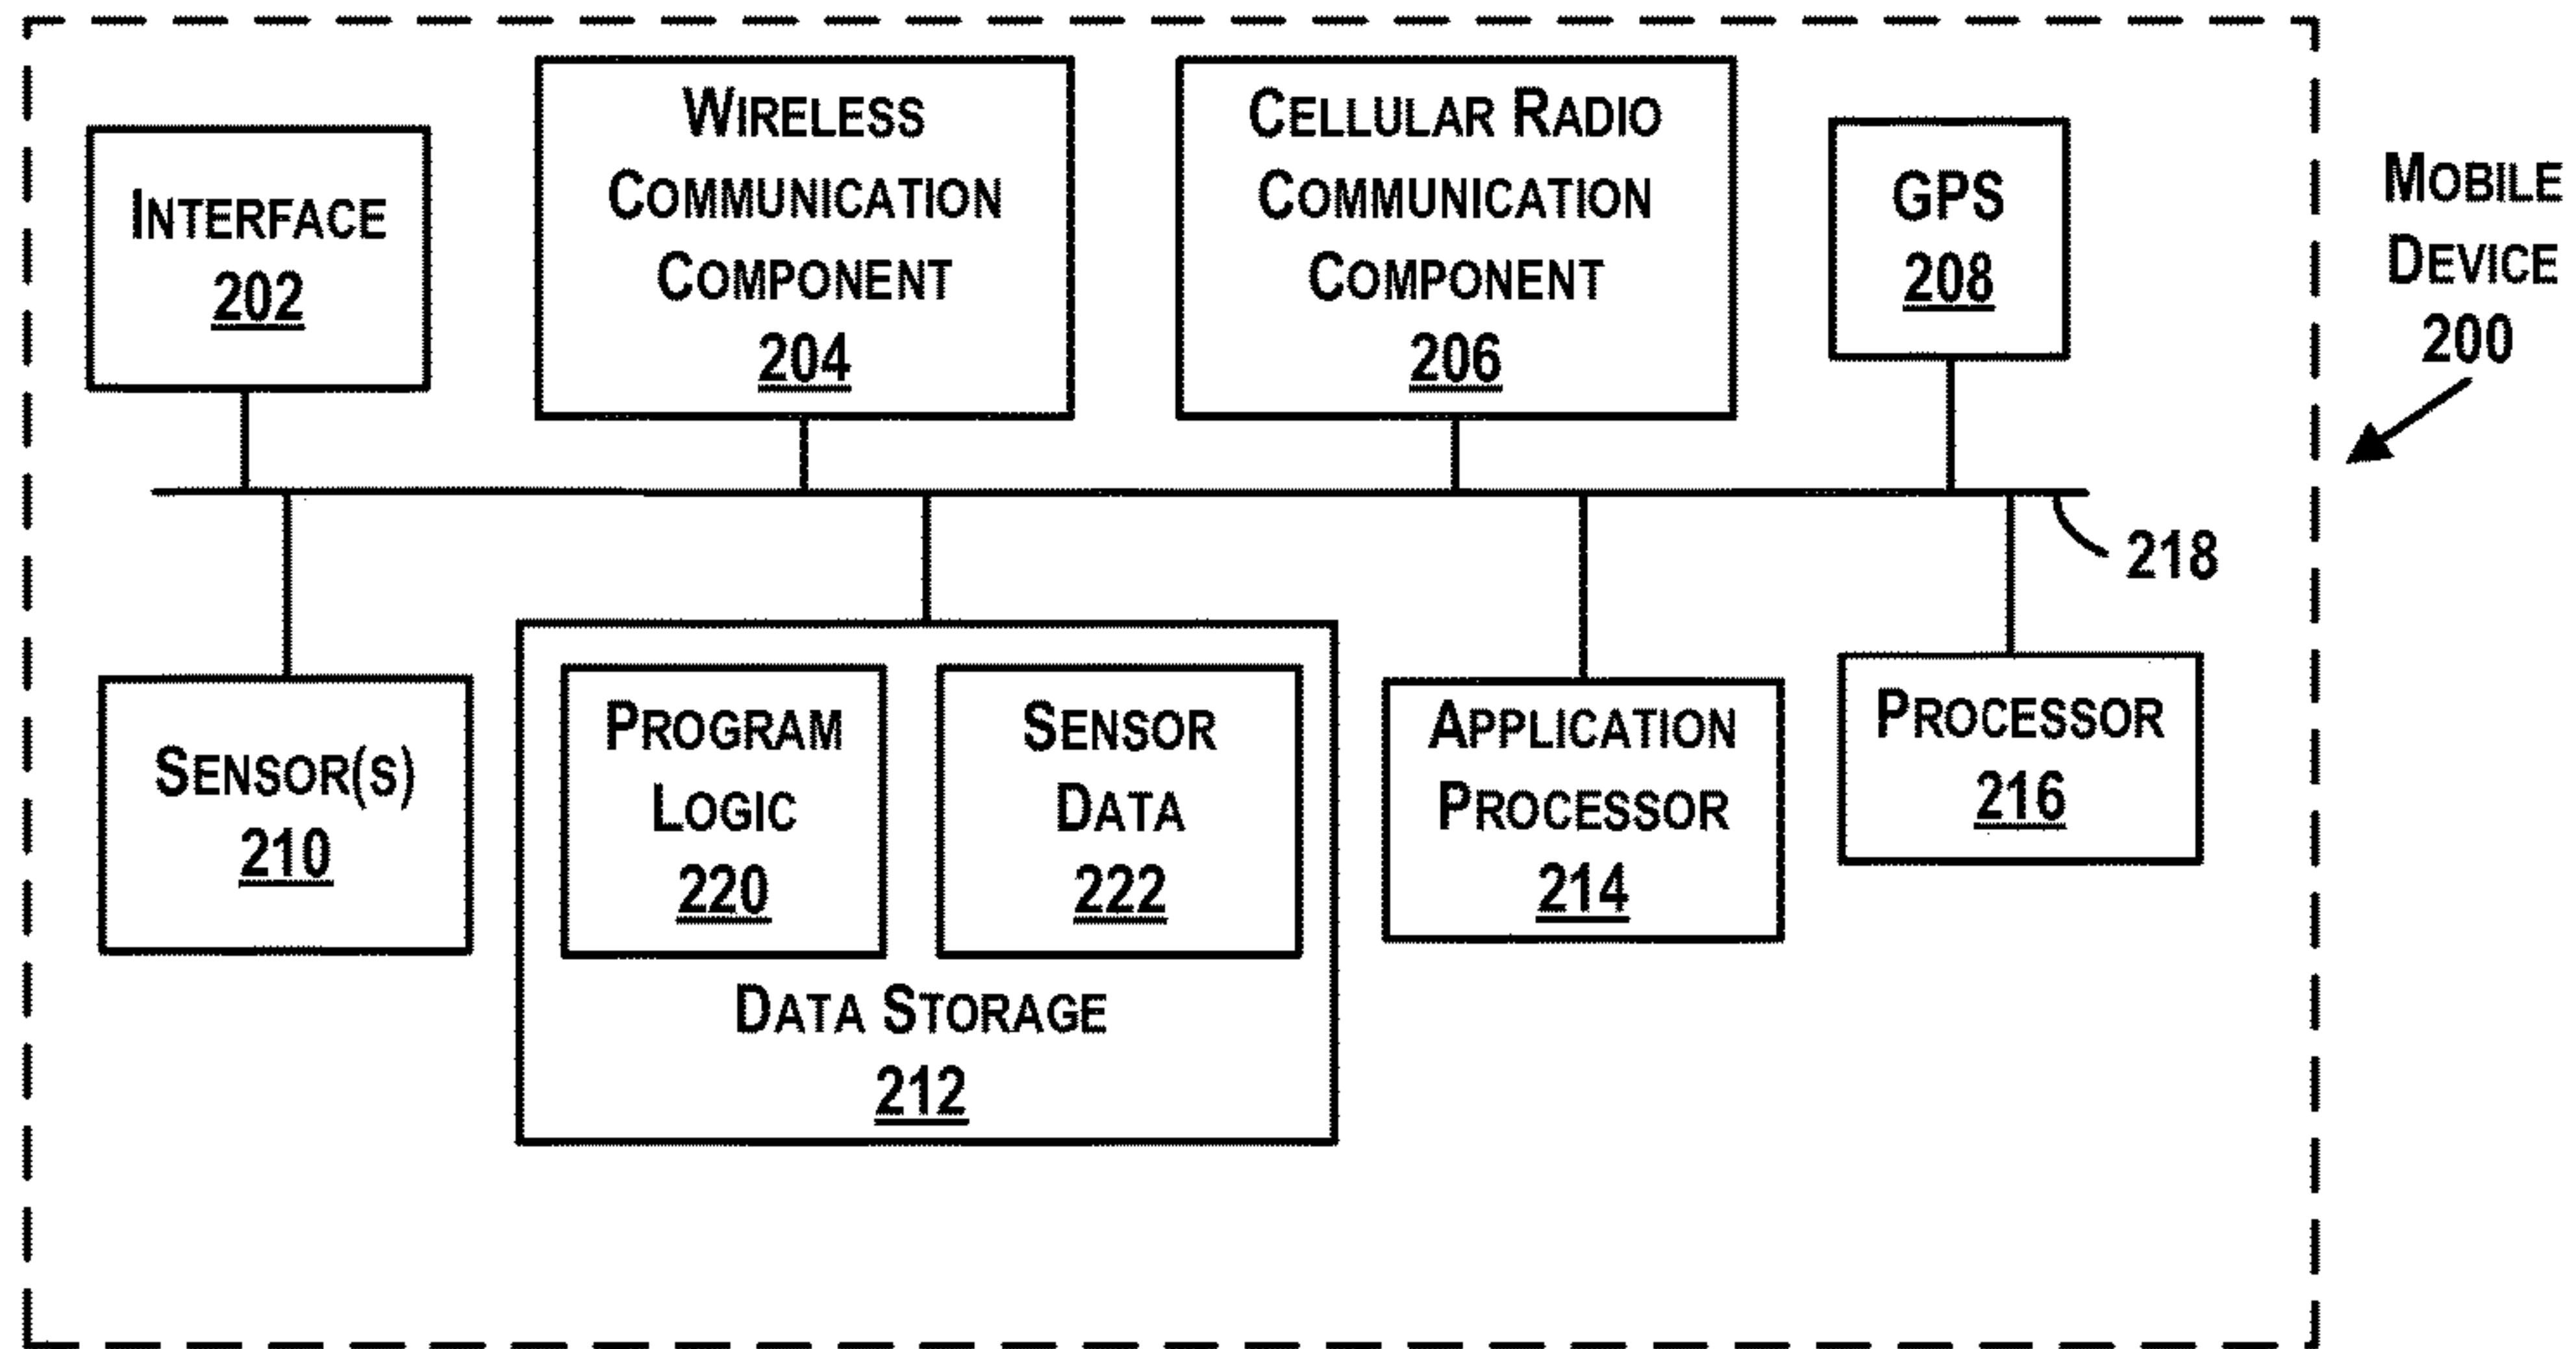 INTERFACE
202
WIRELESS
COMMUNICATION
COMPONENT
204
CELLULAR RADIO
COMMUNICATION
COMPONENT
206
GPS
208
MOBILE
DEVICE
200
218
SENSOR(S)
210
PROGRAM
LOGIC
220
SENSOR
DATA
222
DATA STORAGE
212
APPLICATION
PROCESSOR
214
PROCESSOR
216